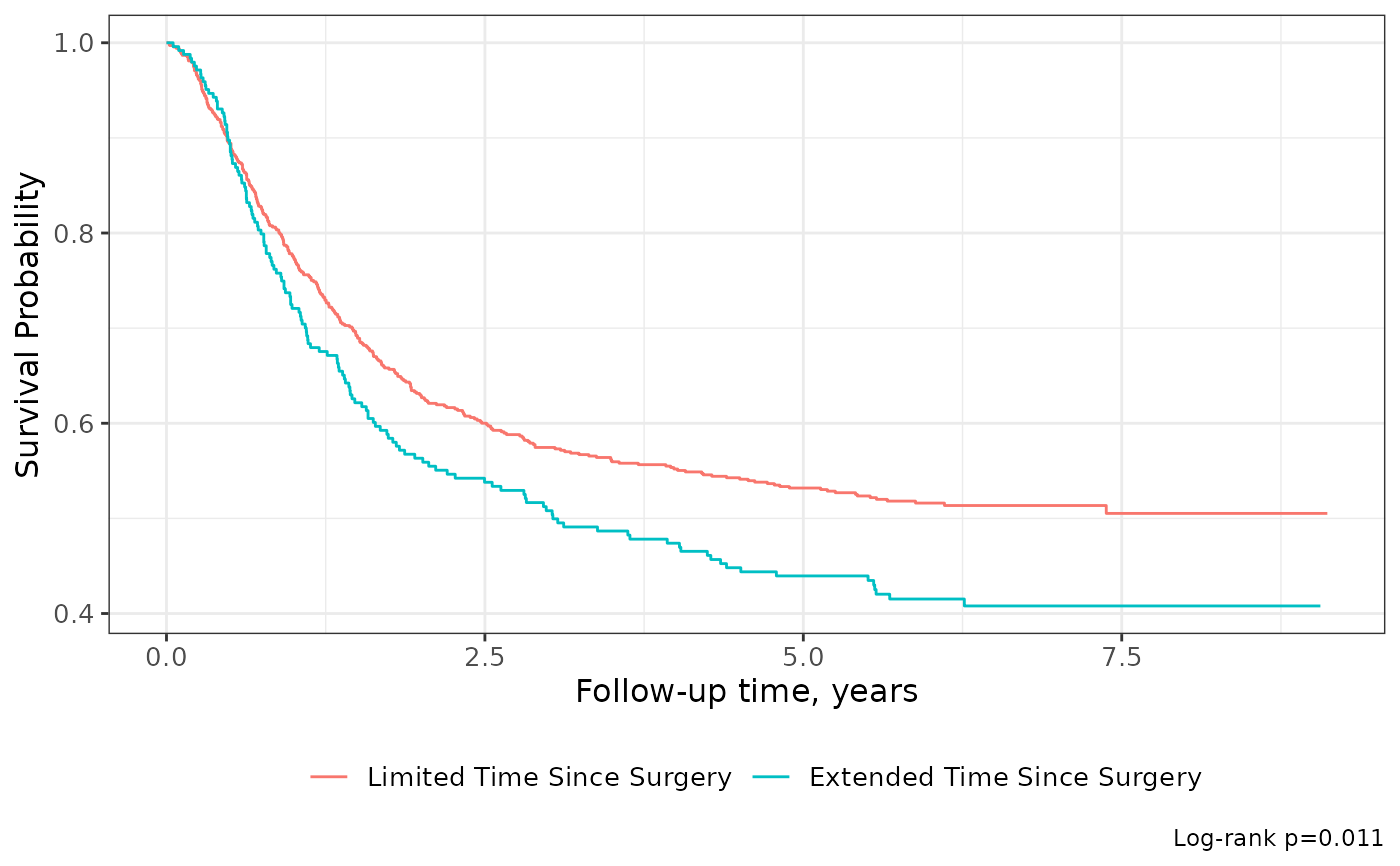 Survival Probability
1.0
0.8
0.6
0.4
0.0 2.5 5.0 7.5
Follow-up time, years
Limited Time Since Surgery Extended Time Since Surgery
Log-rank p=0.011